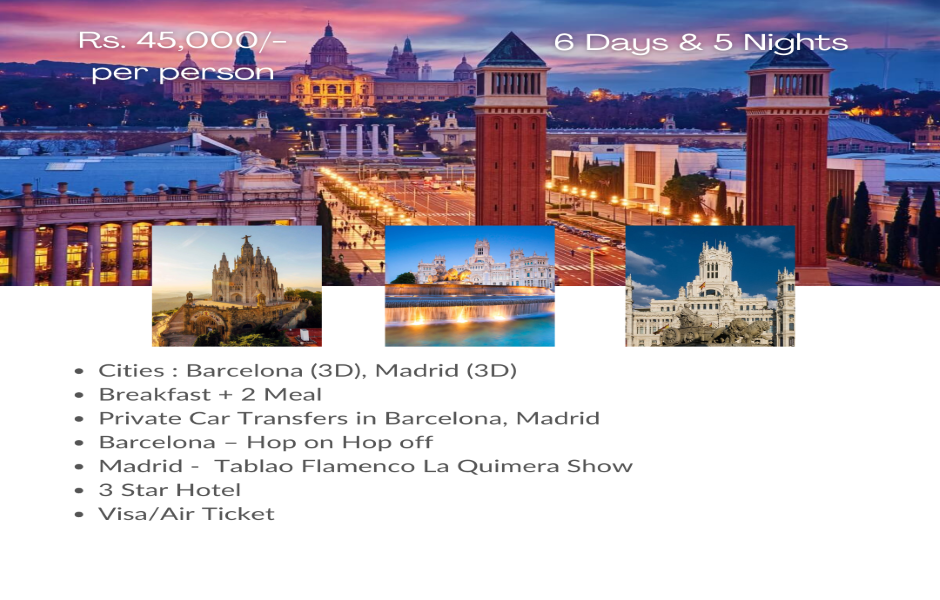 Rs. 45,000/-
per person
6 Days & 5 Nights
• Cities : Barcelona (3D), Madrid (3D)
• Breakfast + 2 Meal
• Private Car Transfers in Barcelona, Madrid
• Barcelona – Hop on Hop off
• Madrid -  Tablao Flamenco La Quimera Show
• 3 Star Hotel
• Visa/Air Ticket